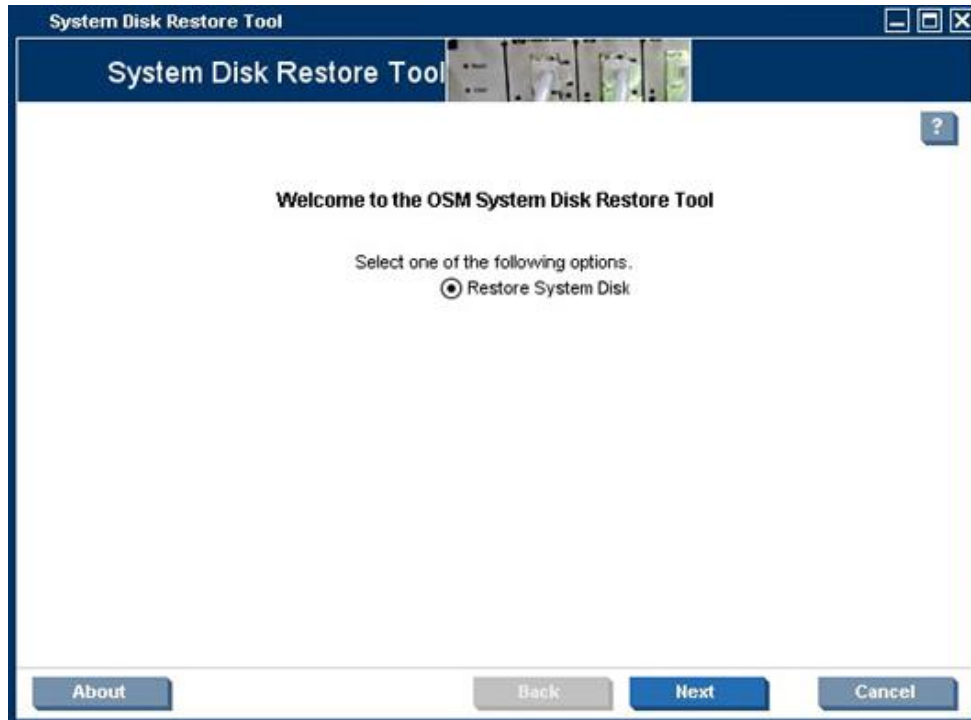 System Disk Restore Tool
System Disk Restore Tool
?
Welcome to the OSM System Disk Restore Tool
Select one of the following options.
Restore System Disk
About
Back
Next
Cancel